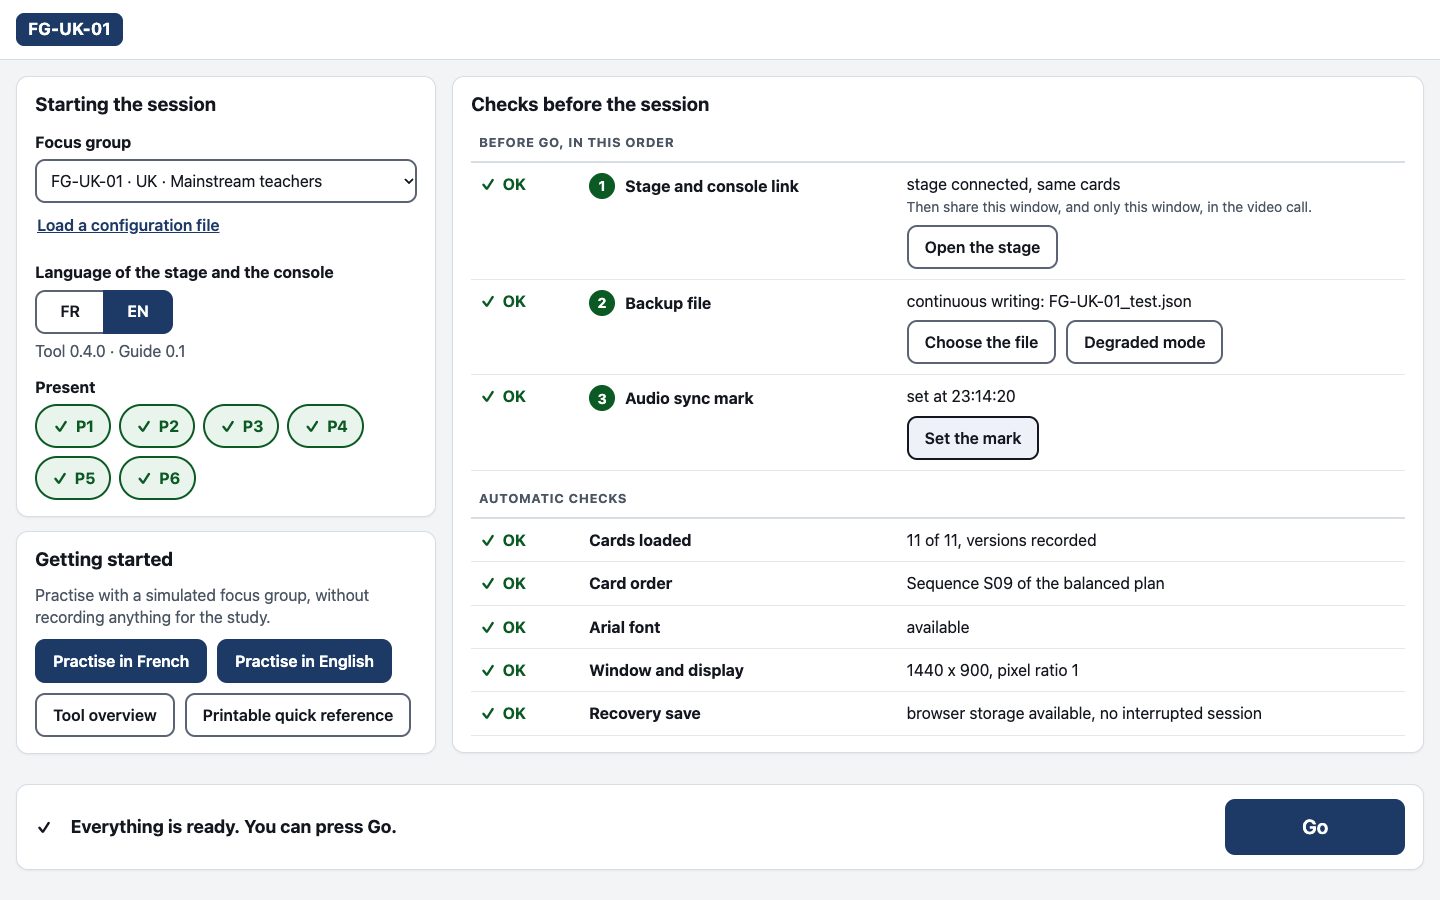 FG-UK-01
Starting the session
Focus group
FG-UK-01 · UK · Mainstream teachers
Load a configuration file
Language of the stage and the console
FR EN
Tool 0.4.0 · Guide 0.1
Present
P1 P2 P3 P4
P5 P6
Getting started
Practise with a simulated focus group, without
recording anything for the study.
Practise in French Practise in English
Tool overview Printable quick reference
Checks before the session
BEFORE GO, IN THIS ORDER
OK 1 Stage and console link stage connected, same cards
Then share this window, and only this window, in the video call.
Open the stage
OK 2 Backup file continuous writing: FG-UK-01_test.json
Choose the file Degraded mode
OK 3 Audio sync mark set at 23:14:20
Set the mark
AUTOMATIC CHECKS
OK Cards loaded 11 of 11, versions recorded
OK Card order Sequence S09 of the balanced plan
OK Arial font available
OK Window and display 1440 x 900, pixel ratio 1
OK Recovery save browser storage available, no interrupted session
Everything is ready. You can press Go.
Go